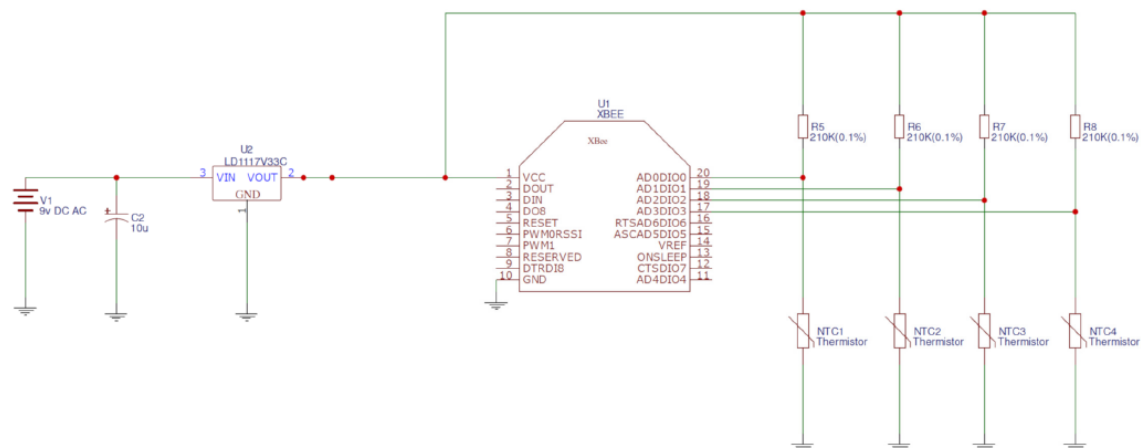 U1
XBEE
XBee
R5
210K(0.1%)
R6
210K(0.1%)
R7
210K(0.1%)
R8
210K(0.1%)
U2
LD1117V33C
3 VIN VOUT 2
GND
1
V1
9v DC AC
C2
10u
1 VCC
2 DOUT
3 DIN
4 DO8
5 RESET
6 PWM0RSSI
7 PWM1
8 RESERVED
9 DTRDI8
10 GND
AD0DIO0 20
AD1DIO1 19
AD2DIO2 18
AD3DIO3 17
RTSAD6DIO6 16
ASCAD5DIO5 15
VREF 14
ONSLEEP 13
CTSDIO7 12
AD4DIO4 11
NTC1
Thermistor
NTC2
Thermistor
NTC3
Thermistor
NTC4
Thermistor